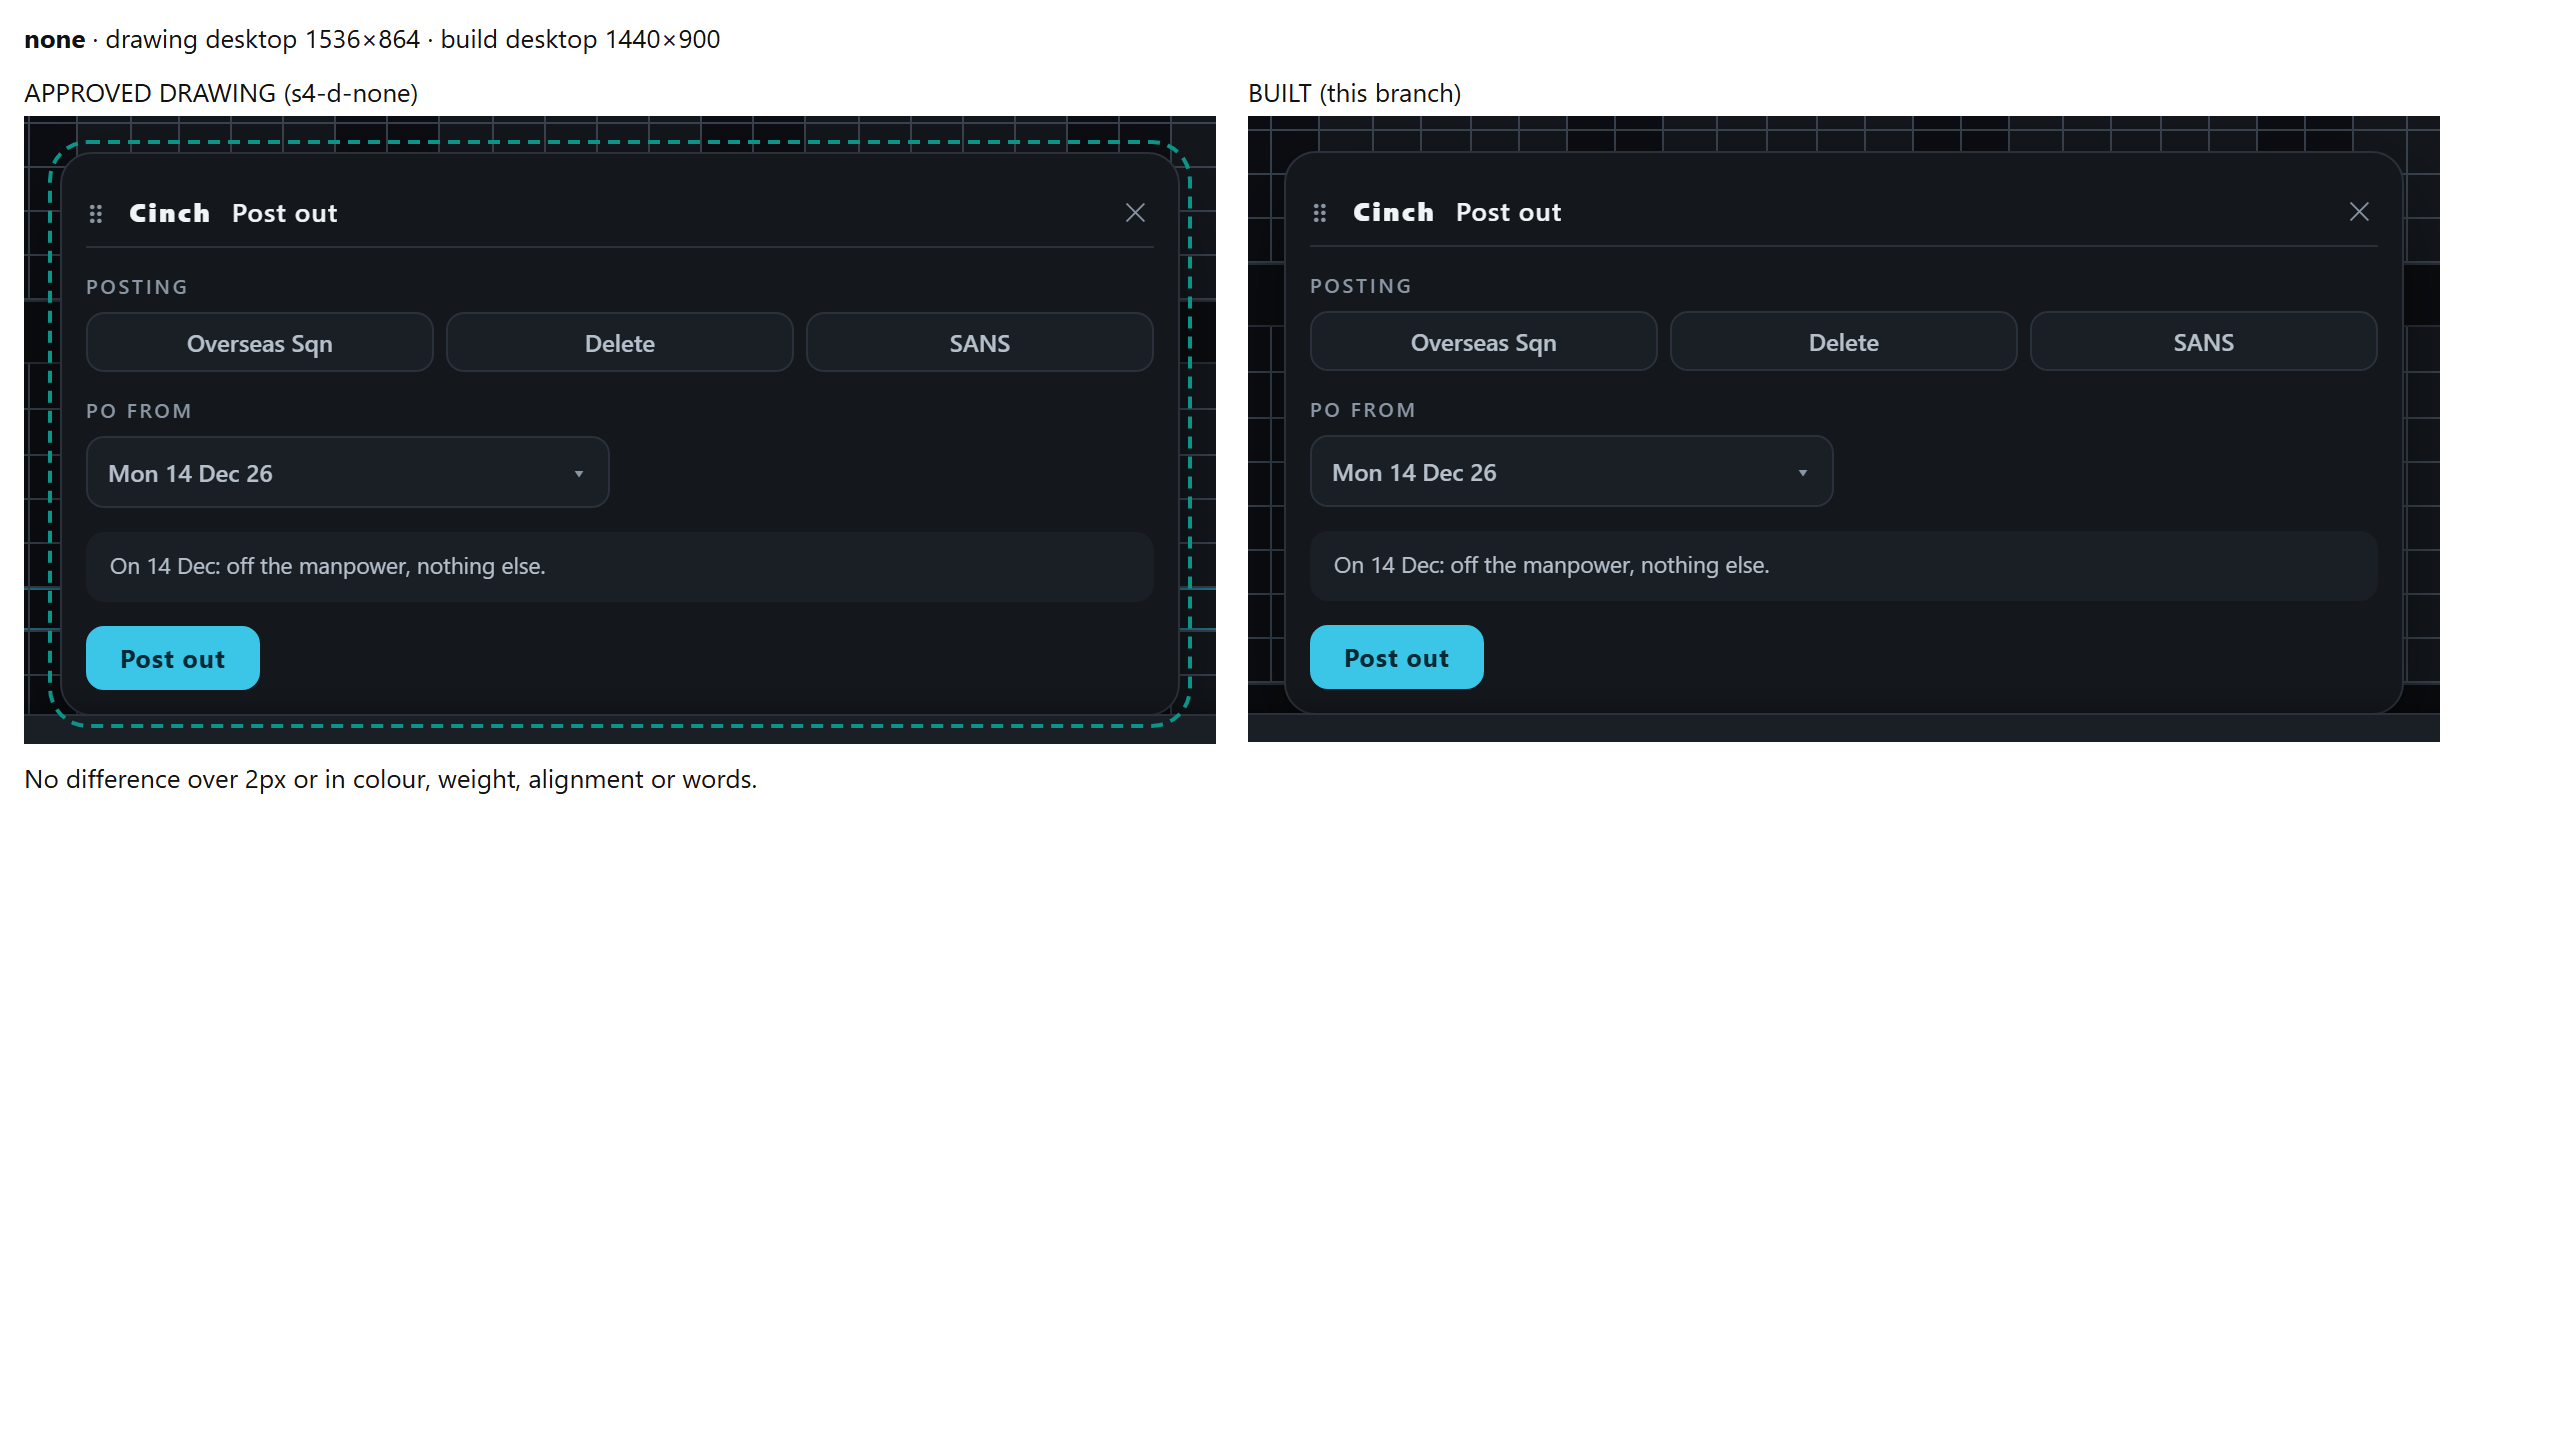 none · drawing desktop 1536×864 · build desktop 1440×900
APPROVED DRAWING (s4-d-none)
Cinch Post out
POSTING
Overseas Sqn Delete SANS
PO FROM
Mon 14 Dec 26
On 14 Dec: off the manpower, nothing else.
Post out
BUILT (this branch)
Cinch Post out
POSTING
Overseas Sqn Delete SANS
PO FROM
Mon 14 Dec 26
On 14 Dec: off the manpower, nothing else.
Post out
No difference over 2px or in colour, weight, alignment or words.